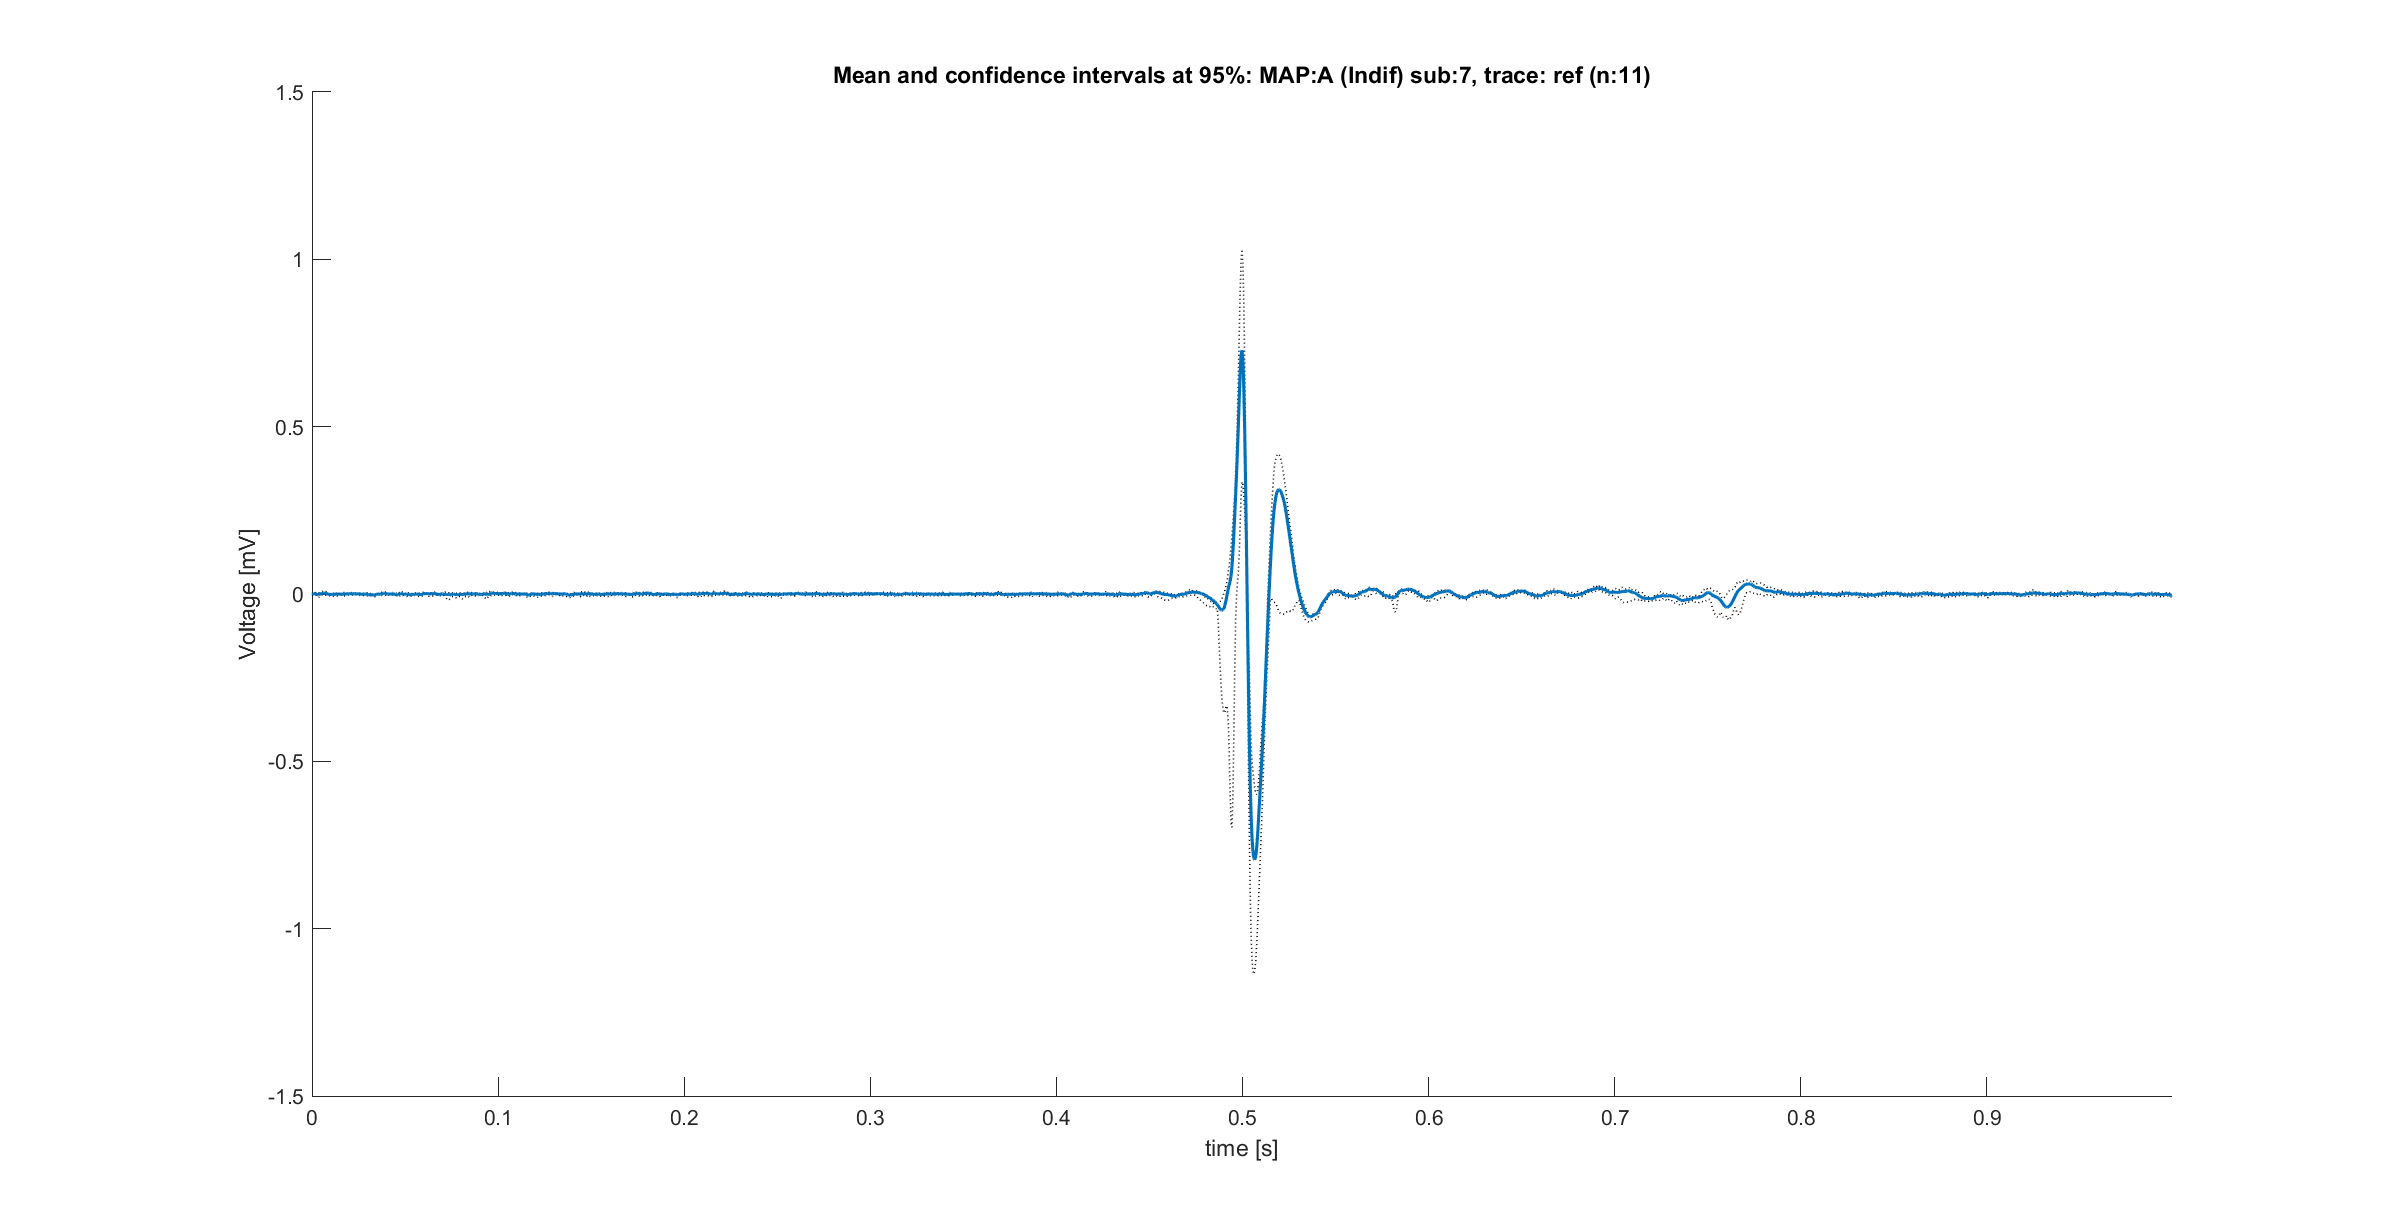 Mean and confidence intervals at 95%: MAP:A (Indif) sub:7, trace: ref (n:11)
1.5
1
0.5
0
-0.5
-1
-1.5
Voltage [mV]
0 0.1 0.2 0.3 0.4 0.5 0.6 0.7 0.8 0.9
time [s]